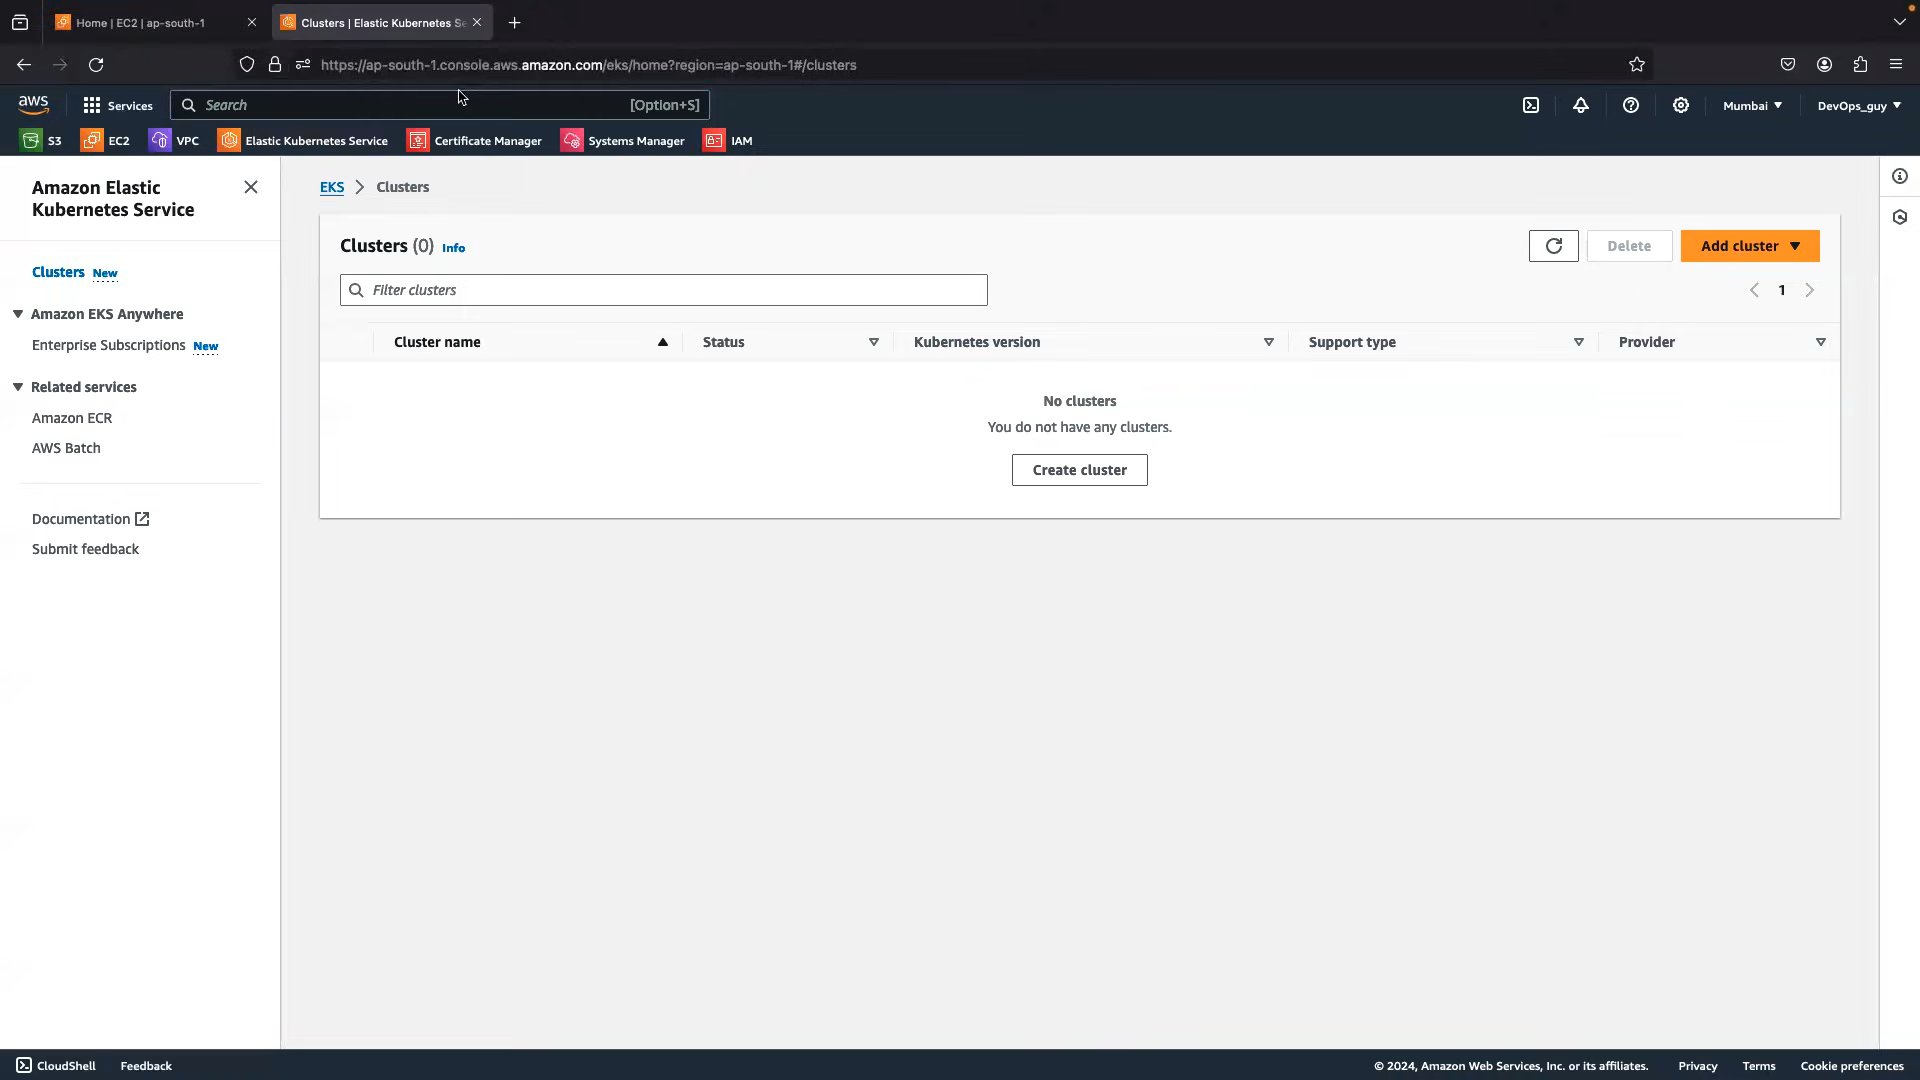 Home | EC2 | ap-south-1
Clusters | Elastic Kubernetes Se
https://ap-south-1.console.aws.amazon.com/eks/home?region=ap-south-1#/clusters
aws
Services
Search
[Option+S]
Mumbai
DevOps_guy
S3
EC2
VPC
Elastic Kubernetes Service
Certificate Manager
Systems Manager
IAM
Amazon Elastic
Kubernetes Service
Clusters New
Amazon EKS Anywhere
Enterprise Subscriptions New
Related services
Amazon ECR
AWS Batch
Documentation
Submit feedback
EKS
Clusters
Clusters (0) Info
Delete
Add cluster
Filter clusters
1
Cluster name
Status
Kubernetes version
Support type
Provider
No clusters
You do not have any clusters.
Create cluster
CloudShell
Feedback
© 2024, Amazon Web Services, Inc. or its affiliates.
Privacy
Terms
Cookie preferences